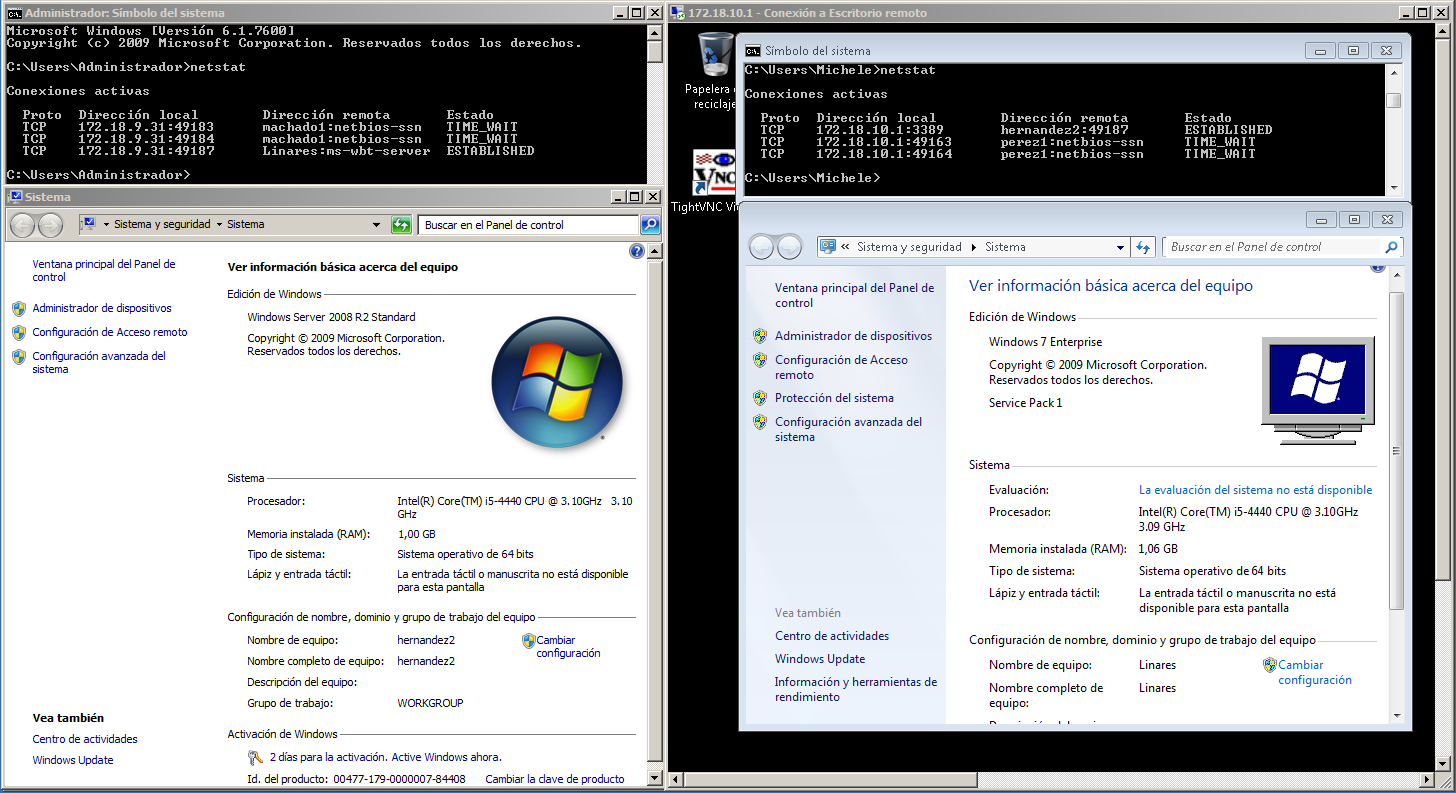 Administrador: Símbolo del sistema
Microsoft Windows [Versión 6.1.7600]
Copyright (c) 2009 Microsoft Corporation. Reservados todos los derechos.
C:\Users\Administrador>netstat
Conexiones activas
Proto Dirección local Dirección remota Estado
TCP 172.18.9.31:49183 machado1:netbios-ssn TIME_WAIT
TCP 172.18.9.31:49184 machado1:netbios-ssn TIME_WAIT
TCP 172.18.9.31:49187 Linares:ms-wbt-server ESTABLISHED
C:\Users\Administrador>
Sistema
Sistema y seguridad Sistema
Buscar en el Panel de control
Ventana principal del Panel de
control
Administrador de dispositivos
Configuración de Acceso remoto
Configuración avanzada del
sistema
Vea también
Centro de actividades
Windows Update
Ver información básica acerca del equipo
Edición de Windows
Windows Server 2008 R2 Standard
Copyright © 2009 Microsoft Corporation.
Reservados todos los derechos.
Sistema
Procesador: Intel(R) Core(TM) i5-4440 CPU @ 3.10GHz 3.10
GHz
Memoria instalada (RAM): 1,00 GB
Tipo de sistema: Sistema operativo de 64 bits
Lápiz y entrada táctil: La entrada táctil o manuscrita no está disponible
para esta pantalla
Configuración de nombre, dominio y grupo de trabajo del equipo
Nombre de equipo: hernandez2 Cambiar
configuración
Nombre completo de equipo: hernandez2
Descripción del equipo:
Grupo de trabajo: WORKGROUP
Activación de Windows
2 días para la activación. Active Windows ahora.
Id. del producto: 00477-179-0000007-84408 Cambiar la clave de producto
172.18.10.1 - Conexión a Escritorio remoto
Papelera
reciclaje
VNC
TightVNC
Símbolo del sistema
C:\Users\Michele>netstat
Conexiones activas
Proto Dirección local Dirección remota Estado
TCP 172.18.10.1:3389 hernandez2:49187 ESTABLISHED
TCP 172.18.10.1:49163 perez1:netbios-ssn TIME_WAIT
TCP 172.18.10.1:49164 perez1:netbios-ssn TIME_WAIT
C:\Users\Michele>
« Sistema y seguridad Sistema
Buscar en el Panel de control
Ventana principal del Panel de
control
Administrador de dispositivos
Configuración de Acceso
remoto
Protección del sistema
Configuración avanzada del
sistema
Vea también
Centro de actividades
Windows Update
Información y herramientas de
rendimiento
Ver información básica acerca del equipo
Edición de Windows
Windows 7 Enterprise
Copyright © 2009 Microsoft Corporation.
Reservados todos los derechos.
Service Pack 1
Sistema
Evaluación: La evaluación del sistema no está disponible
Procesador: Intel(R) Core(TM) i5-4440 CPU @ 3.10GHz
3.09 GHz
Memoria instalada (RAM): 1,06 GB
Tipo de sistema: Sistema operativo de 64 bits
Lápiz y entrada táctil: La entrada táctil o manuscrita no está
disponible para esta pantalla
Configuración de nombre, dominio y grupo de trabajo del equipo
Nombre de equipo: Linares Cambiar
configuración
Nombre completo de Linares
equipo: